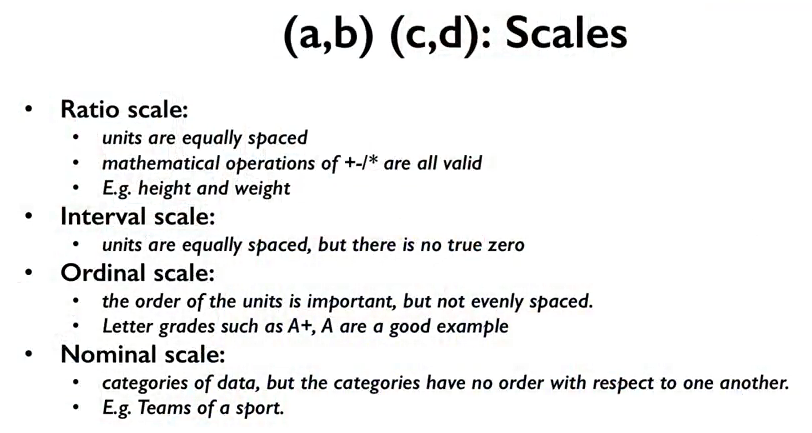 (a,b) (c,d): Scales
• Ratio scale:
• units are equally spaced
• mathematical operations of +-/* are all valid
• E.g. height and weight
• Interval scale:
• units are equally spaced, but there is no true zero
• Ordinal scale:
• the order of the units is important, but not evenly spaced.
• Letter grades such as A+, A are a good example
• Nominal scale:
• categories of data, but the categories have no order with respect to one another.
• E.g. Teams of a sport.